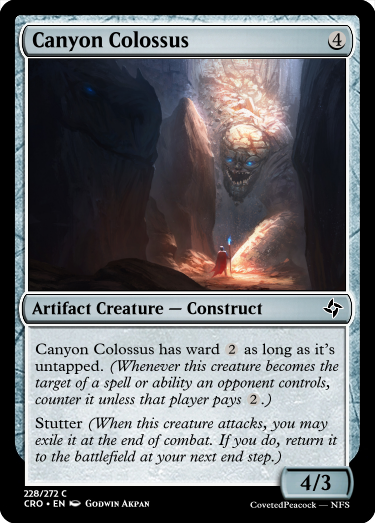 Canyon Colossus 4
Artifact Creature — Construct
Canyon Colossus has ward 2 as long as it's
untapped. (Whenever this creature becomes the
target of a spell or ability an opponent controls,
counter it unless that player pays 2.)
Stutter (When this creature attacks, you may
exile it at the end of combat. If you do, return it
to the battlefield at your next end step.)
4/3
228/272 C
CRO • EN Godwin Akpan
CovetedPeacock — NFS